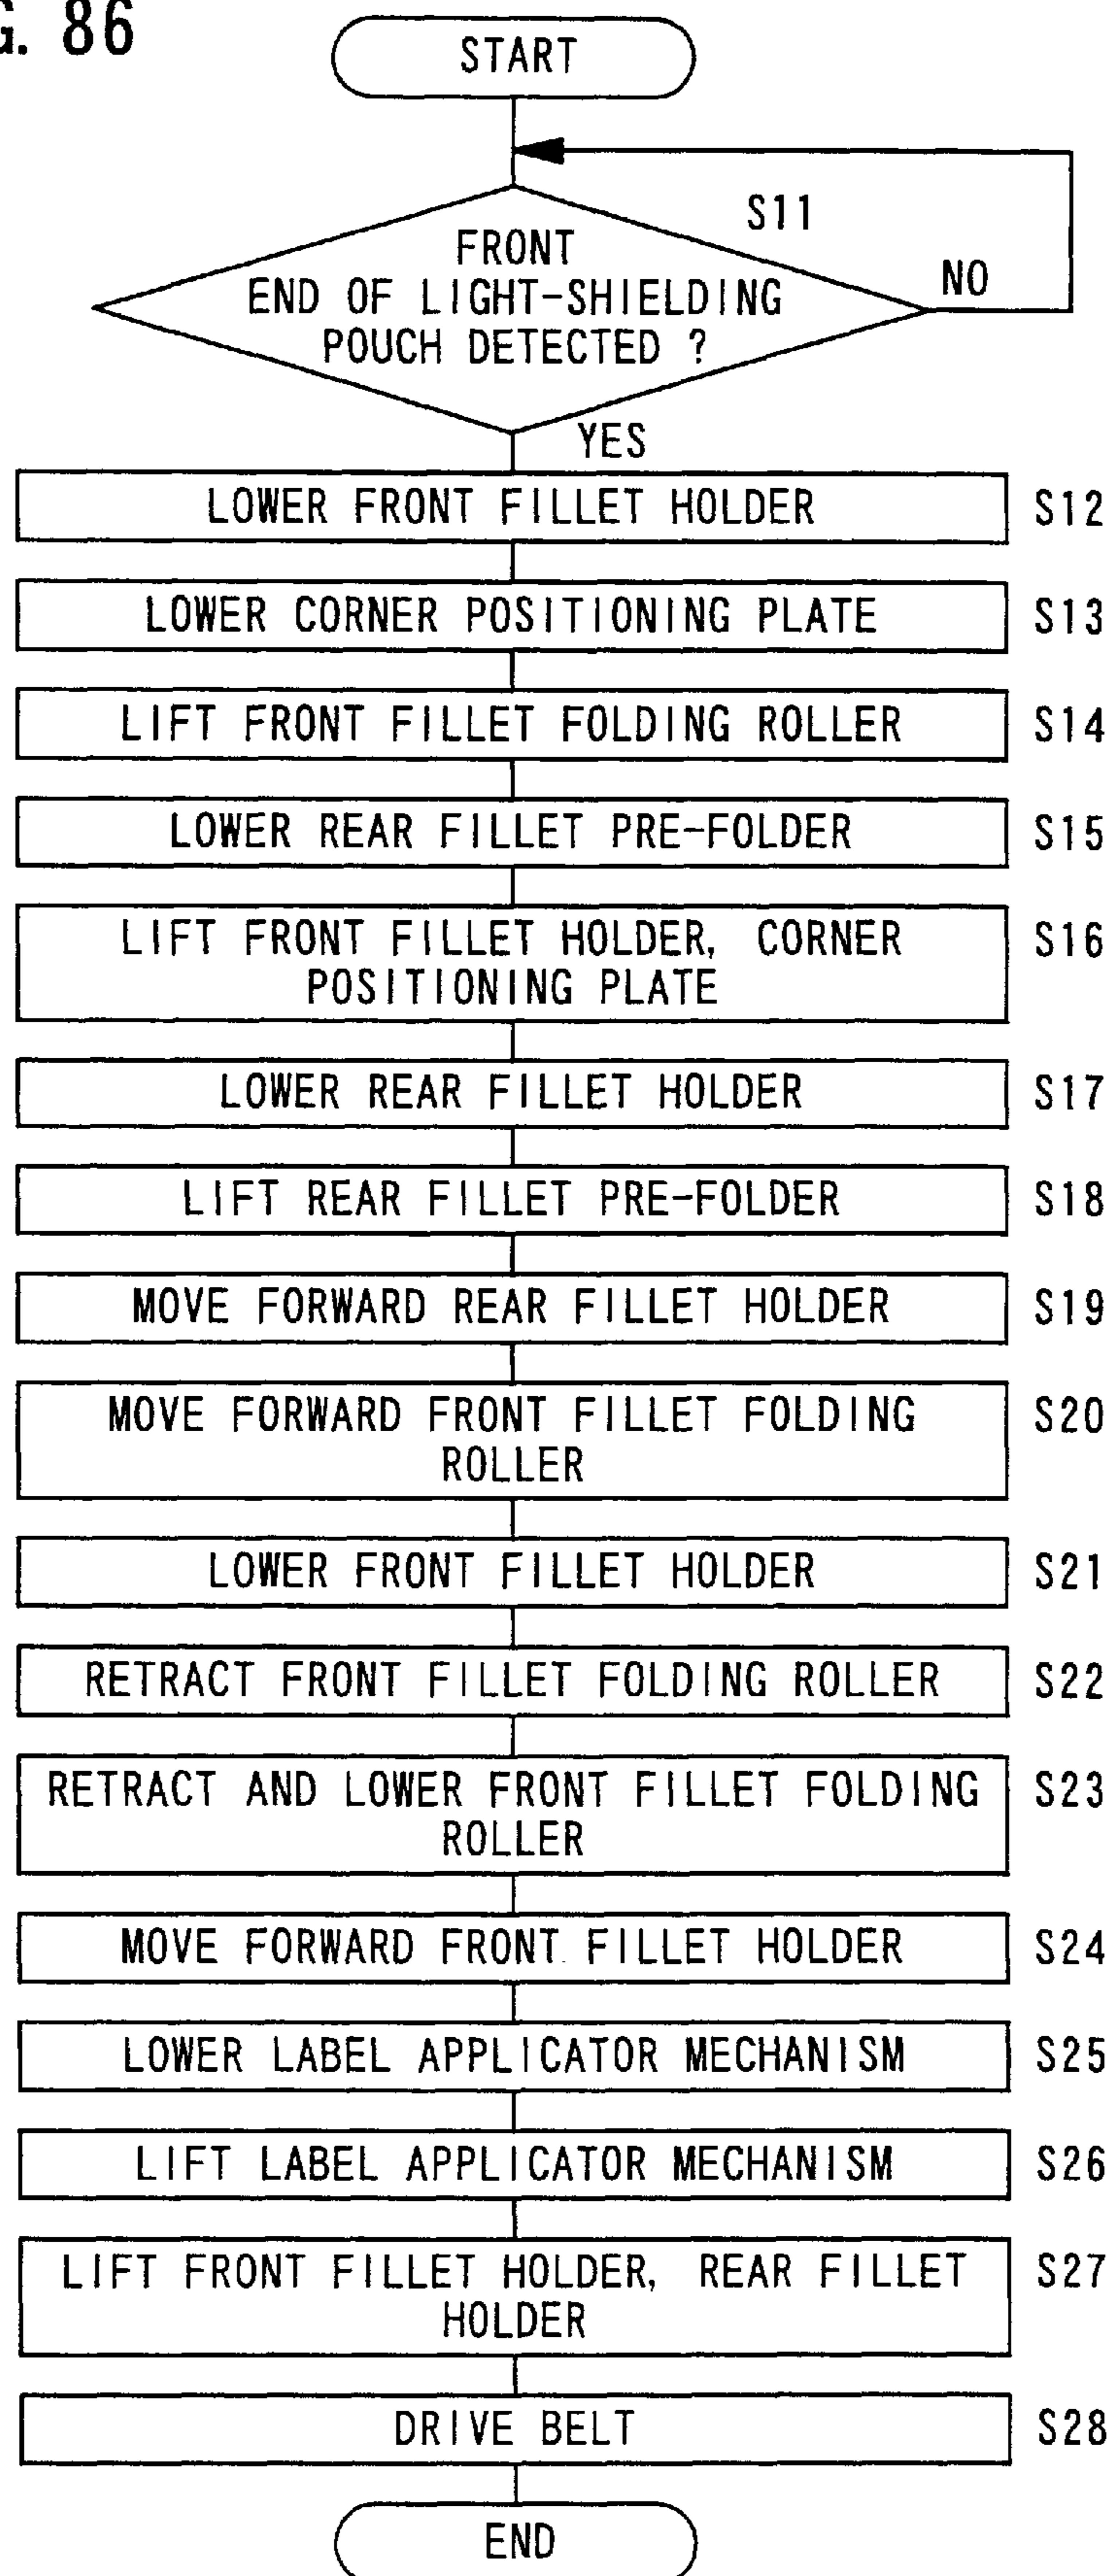 G. 86
START
S11
FRONT
END OF LIGHT-SHIELDING
POUCH DETECTED ?
NO
YES
LOWER FRONT FILLET HOLDER S12
LOWER CORNER POSITIONING PLATE S13
LIFT FRONT FILLET FOLDING ROLLER S14
LOWER REAR FILLET PRE-FOLDER S15
LIFT FRONT FILLET HOLDER, CORNER S16
POSITIONING PLATE
LOWER REAR FILLET HOLDER S17
LIFT REAR FILLET PRE-FOLDER S18
MOVE FORWARD REAR FILLET HOLDER S19
MOVE FORWARD FRONT FILLET FOLDING S20
ROLLER
LOWER FRONT FILLET HOLDER S21
RETRACT FRONT FILLET FOLDING ROLLER S22
RETRACT AND LOWER FRONT FILLET FOLDING S23
ROLLER
MOVE FORWARD FRONT FILLET HOLDER S24
LOWER LABEL APPLICATOR MECHANISM S25
LIFT LABEL APPLICATOR MECHANISM S26
LIFT FRONT FILLET HOLDER, REAR FILLET S27
HOLDER
DRIVE BELT S28
END